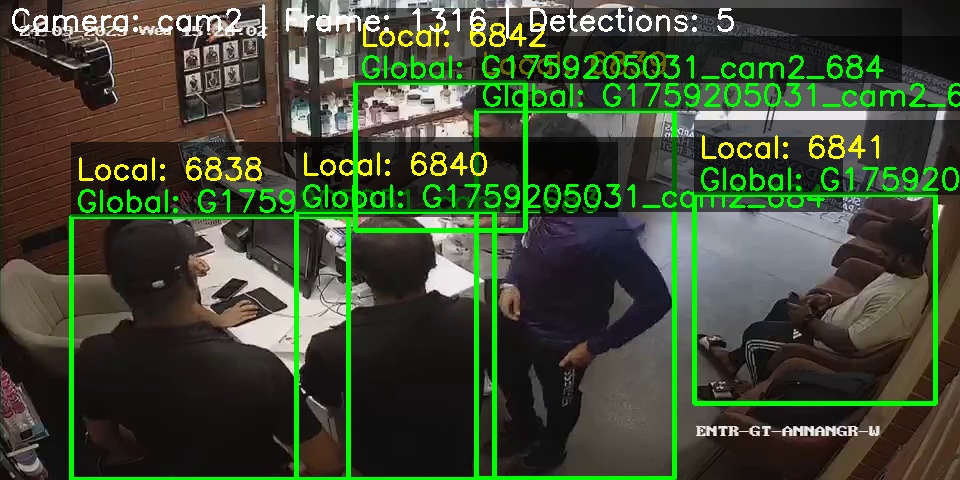 Camera: cam2 | Frame: 1316 | Detections: 5
Local: 6842
Global: G1759205031_cam2_684
Global: G1759205031_cam2_6
Local: 6841
Global: G175920
Local: 6838
Global: G1759
Local: 6840
Global: G1759205031_cam2_684
ENTR-GT-ANNANGR-W